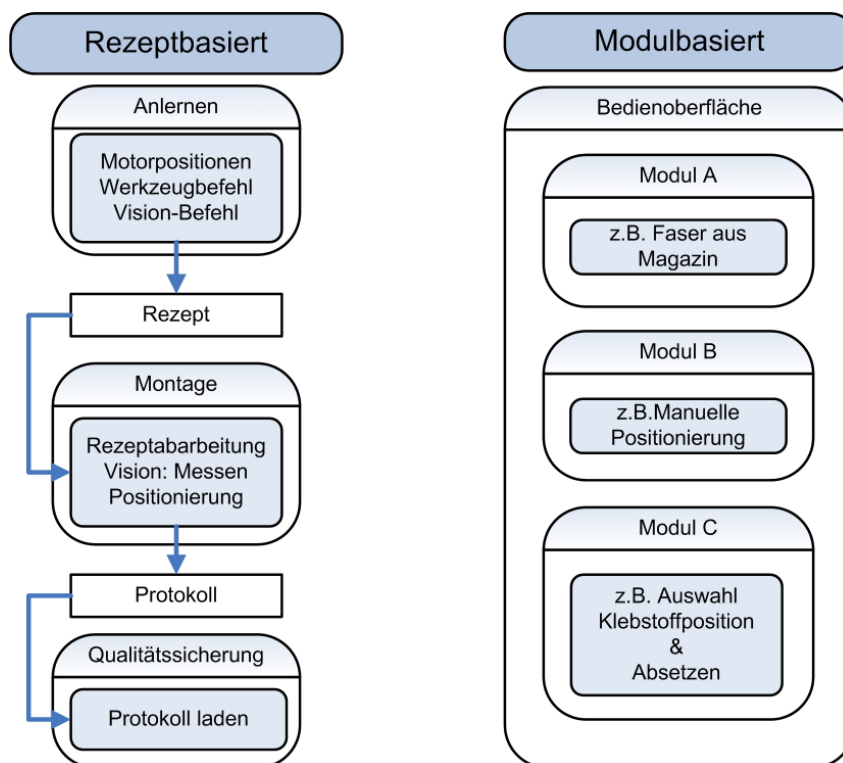 Rezeptbasiert
Anlernen
Motorpositionen
Werkzeugbefehl
Vision-Befehl
Rezept
Montage
Rezeptabarbeitung
Vision: Messen
Positionierung
Protokoll
Qualitätssicherung
Protokoll laden
Modulbasiert
Bedienoberfläche
Modul A
z.B. Faser aus
Magazin
Modul B
z.B.Manuelle
Positionierung
Modul C
z.B. Auswahl
Klebstoffposition
&
Absetzen